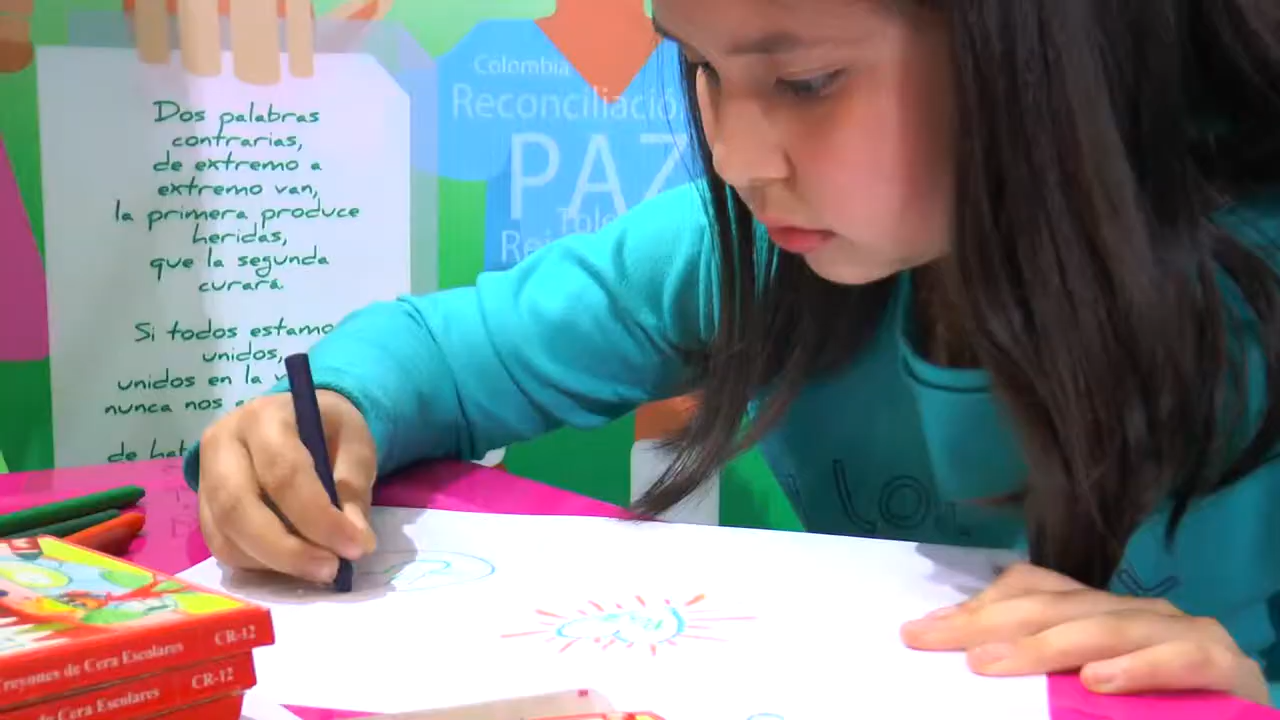 Dos palabras
contrarias,
de extremo a
extremo van,
la primera produce
heridas,
que la segunda
curará.
Si todos estamo
unidos,
unidos en la
nunca nos
de
Colombia
Reconciliació
PAZ
Tole
Rei
CR-12
Crayones de Cera Escolares
CR-12
de Cera Escolares